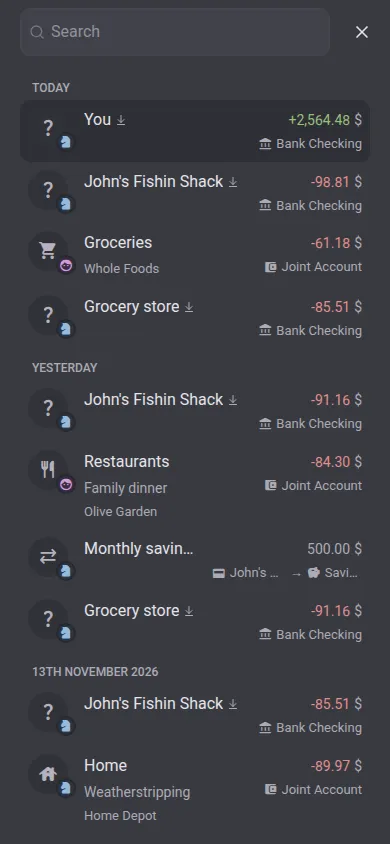 Search
TODAY
You +2,564.48 $
Bank Checking
John's Fishin Shack -98.81 $
Bank Checking
Groceries -61.18 $
Whole Foods Joint Account
Grocery store -85.51 $
Bank Checking
YESTERDAY
John's Fishin Shack -91.16 $
Bank Checking
Restaurants -84.30 $
Family dinner Joint Account
Olive Garden
Monthly savin... 500.00 $
John's ... → Savi...
Grocery store -91.16 $
Bank Checking
13TH NOVEMBER 2026
John's Fishin Shack -85.51 $
Bank Checking
Home -89.97 $
Weatherstripping Joint Account
Home Depot